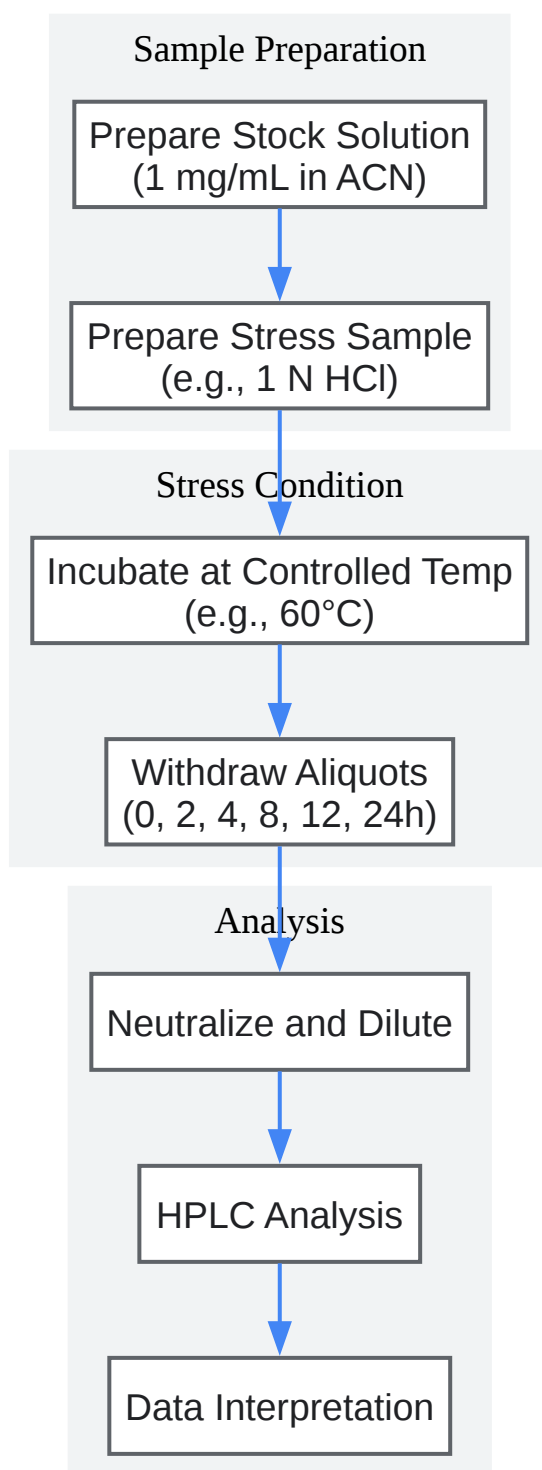 Sample Preparation
Prepare Stock Solution
(1 mg/mL in ACN)
Prepare Stress Sample
(e.g., 1 N HCl)
Stress Condition
Incubate at Controlled Temp
(e.g., 60°C)
Withdraw Aliquots
(0, 2, 4, 8, 12, 24h)
Analysis
Neutralize and Dilute
HPLC Analysis
Data Interpretation